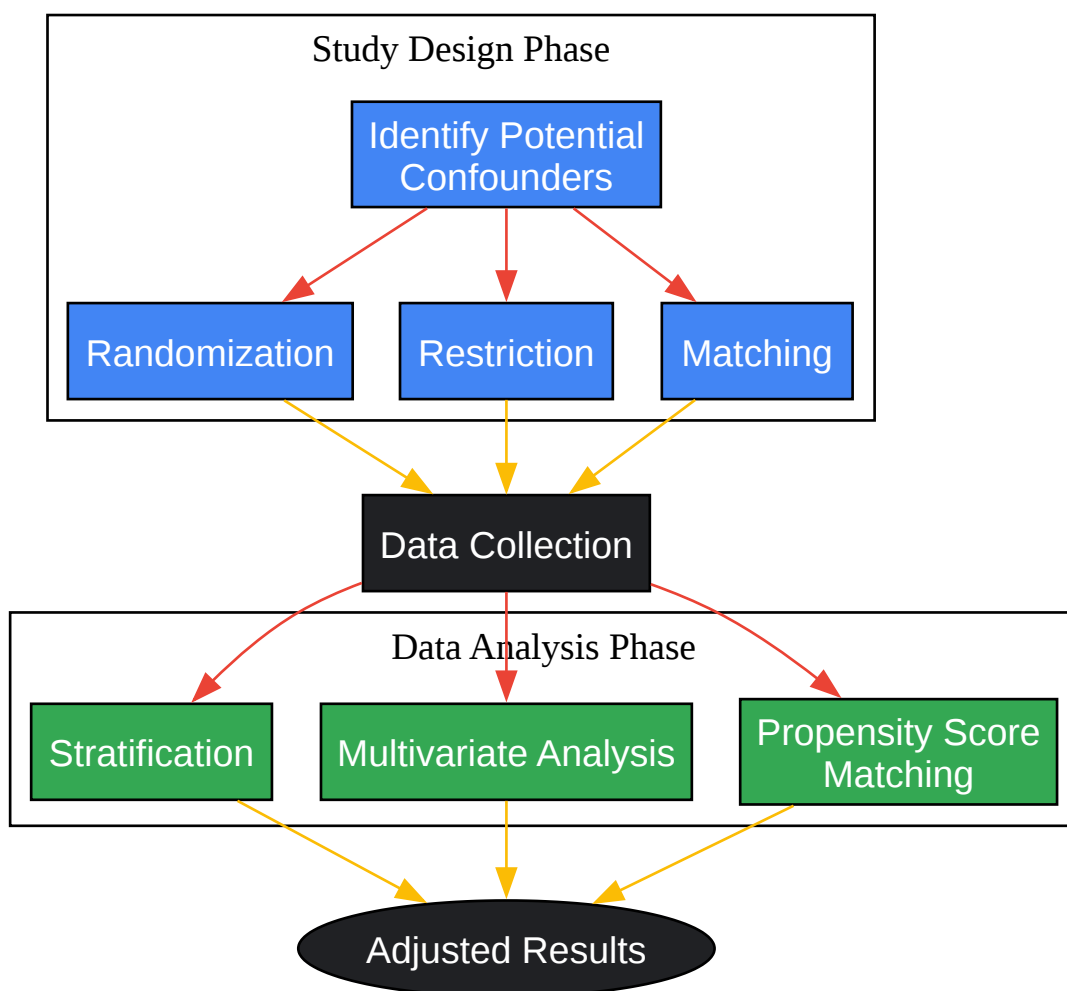 Study Design Phase
Identify Potential
Confounders
Randomization
Restriction
Matching
Data Collection
Data Analysis Phase
Stratification
Multivariate Analysis
Propensity Score
Matching
Adjusted Results